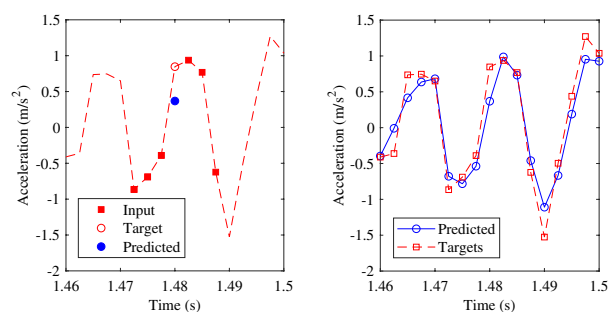 1.5
1
0.5
0
-0.5
-1
-1.5
-2
Acceleration (m/s²)
Input
Target
Predicted
1.46 1.47 1.48 1.49 1.5
Time (s)
1.5
1
0.5
0
-0.5
-1
-1.5
-2
Acceleration (m/s²)
Predicted
Targets
1.46 1.47 1.48 1.49 1.5
Time (s)